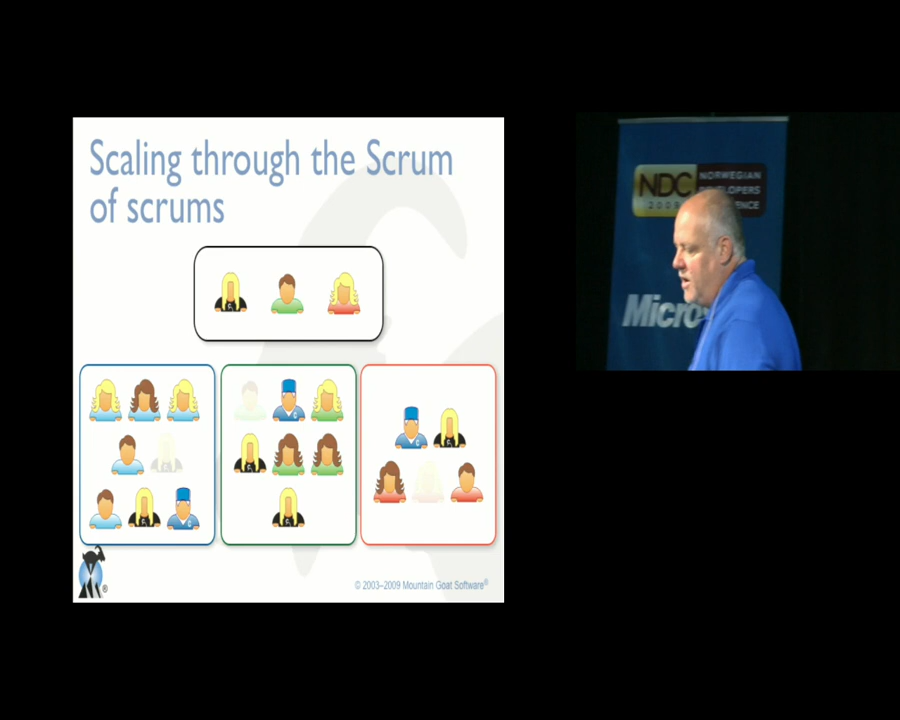 Scaling through the Scrum
of scrums
© 2003–2009 Mountain Goat Software®
®
NDC
2009
NORWEGIAN
DEVELOPERS
Micro